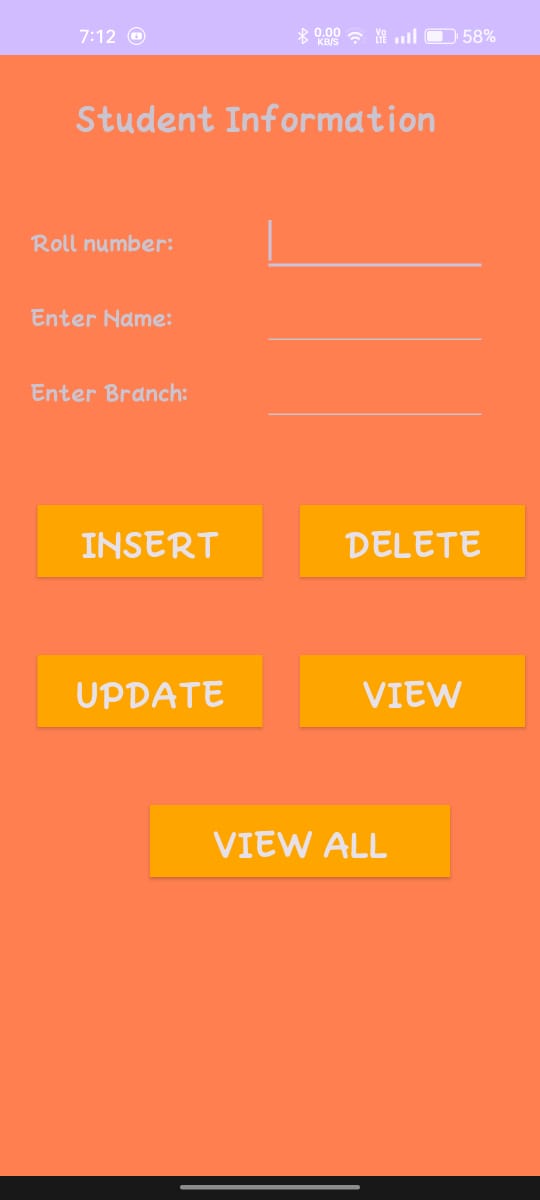 7:12 0.00 KB/S Vo LTE 58%
Student Information
Roll number:
Enter Name:
Enter Branch:
INSERT DELETE
UPDATE VIEW
VIEW ALL